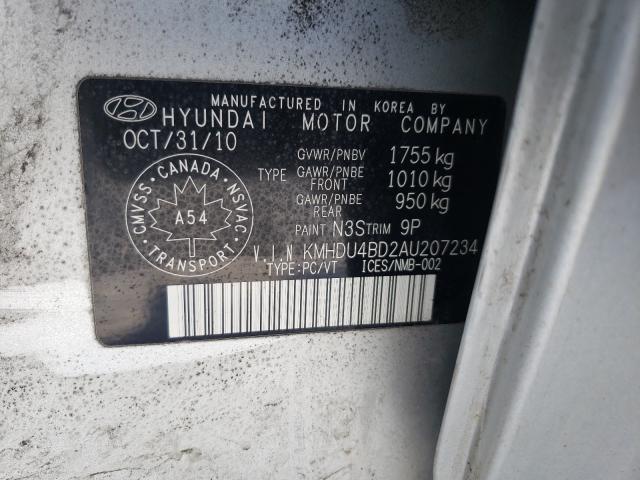 MANUFACTURED IN KOREA BY
HYUNDAI MOTOR COMPANY
OCT/31/10
GVWR/PNBV 1755 kg
TYPE GAWR/PNBE FRONT 1010 kg
GAWR/PNBE REAR 950 kg
CMVSS · CANADA · NSVAC
A54
TRANSPORT
PAINT N3S TRIM 9P
V.I.N KMHDU4BD2AU207234
TYPE:PC/VT ICES/NMB-002